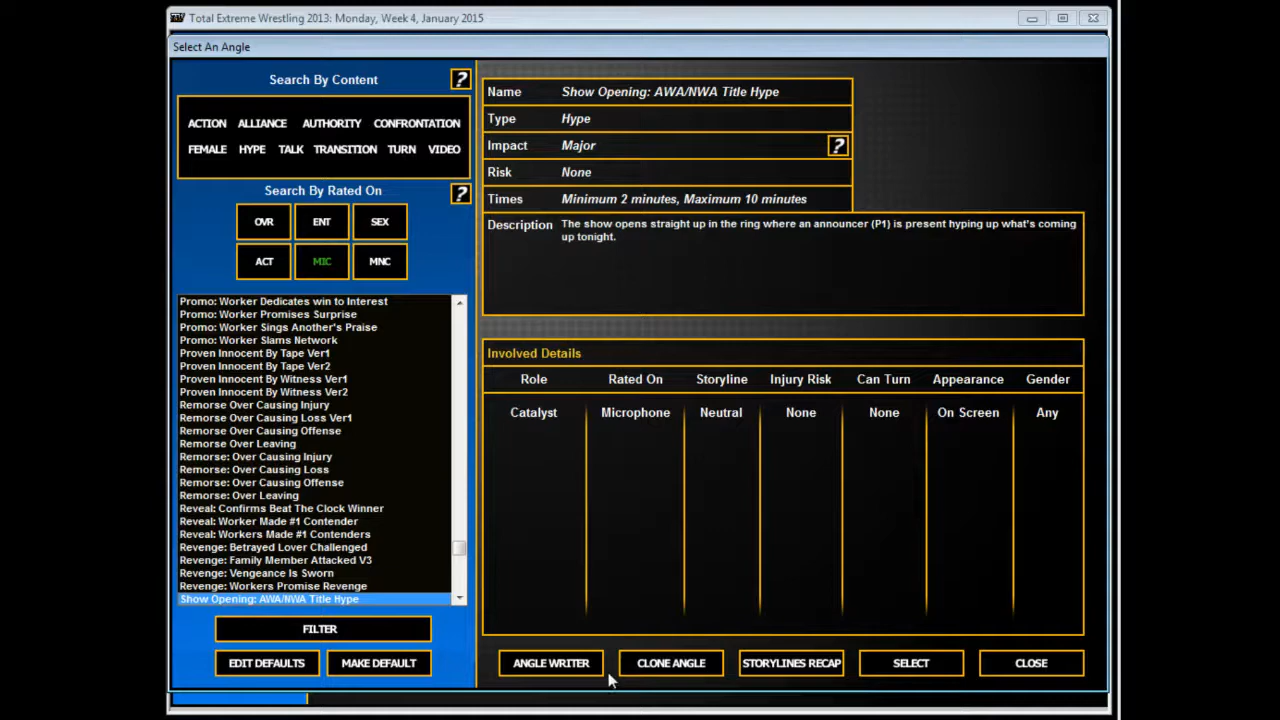 Total Extreme Wrestling 2013: Monday, Week 4, January 2015
Select An Angle
Search By Content
?
ACTION ALLIANCE AUTHORITY CONFRONTATION
FEMALE HYPE TALK TRANSITION TURN VIDEO
Search By Rated On
?
OVR ENT SEX
ACT MIC MNC
Promo: Worker Dedicates win to Interest
Promo: Worker Promises Surprise
Promo: Worker Sings Another's Praise
Promo: Worker Slams Network
Proven Innocent By Tape Ver1
Proven Innocent By Tape Ver2
Proven Innocent By Witness Ver1
Proven Innocent By Witness Ver2
Remorse Over Causing Injury
Remorse Over Causing Loss Ver1
Remorse Over Causing Offense
Remorse Over Leaving
Remorse: Over Causing Injury
Remorse: Over Causing Loss
Remorse: Over Causing Offense
Remorse: Over Leaving
Reveal: Confirms Beat The Clock Winner
Reveal: Worker Made #1 Contender
Reveal: Workers Made #1 Contenders
Revenge: Betrayed Lover Challenged
Revenge: Family Member Attacked V3
Revenge: Vengeance Is Sworn
Revenge: Workers Promise Revenge
Show Opening: AWA/NWA Title Hype
FILTER
EDIT DEFAULTS MAKE DEFAULT
Name Show Opening: AWA/NWA Title Hype
Type Hype
Impact Major ?
Risk None
Times Minimum 2 minutes, Maximum 10 minutes
Description The show opens straight up in the ring where an announcer (P1) is present hyping up what's coming
up tonight.
Involved Details
Role Rated On Storyline Injury Risk Can Turn Appearance Gender
Catalyst Microphone Neutral None None On Screen Any
ANGLE WRITER CLONE ANGLE STORYLINES RECAP SELECT CLOSE